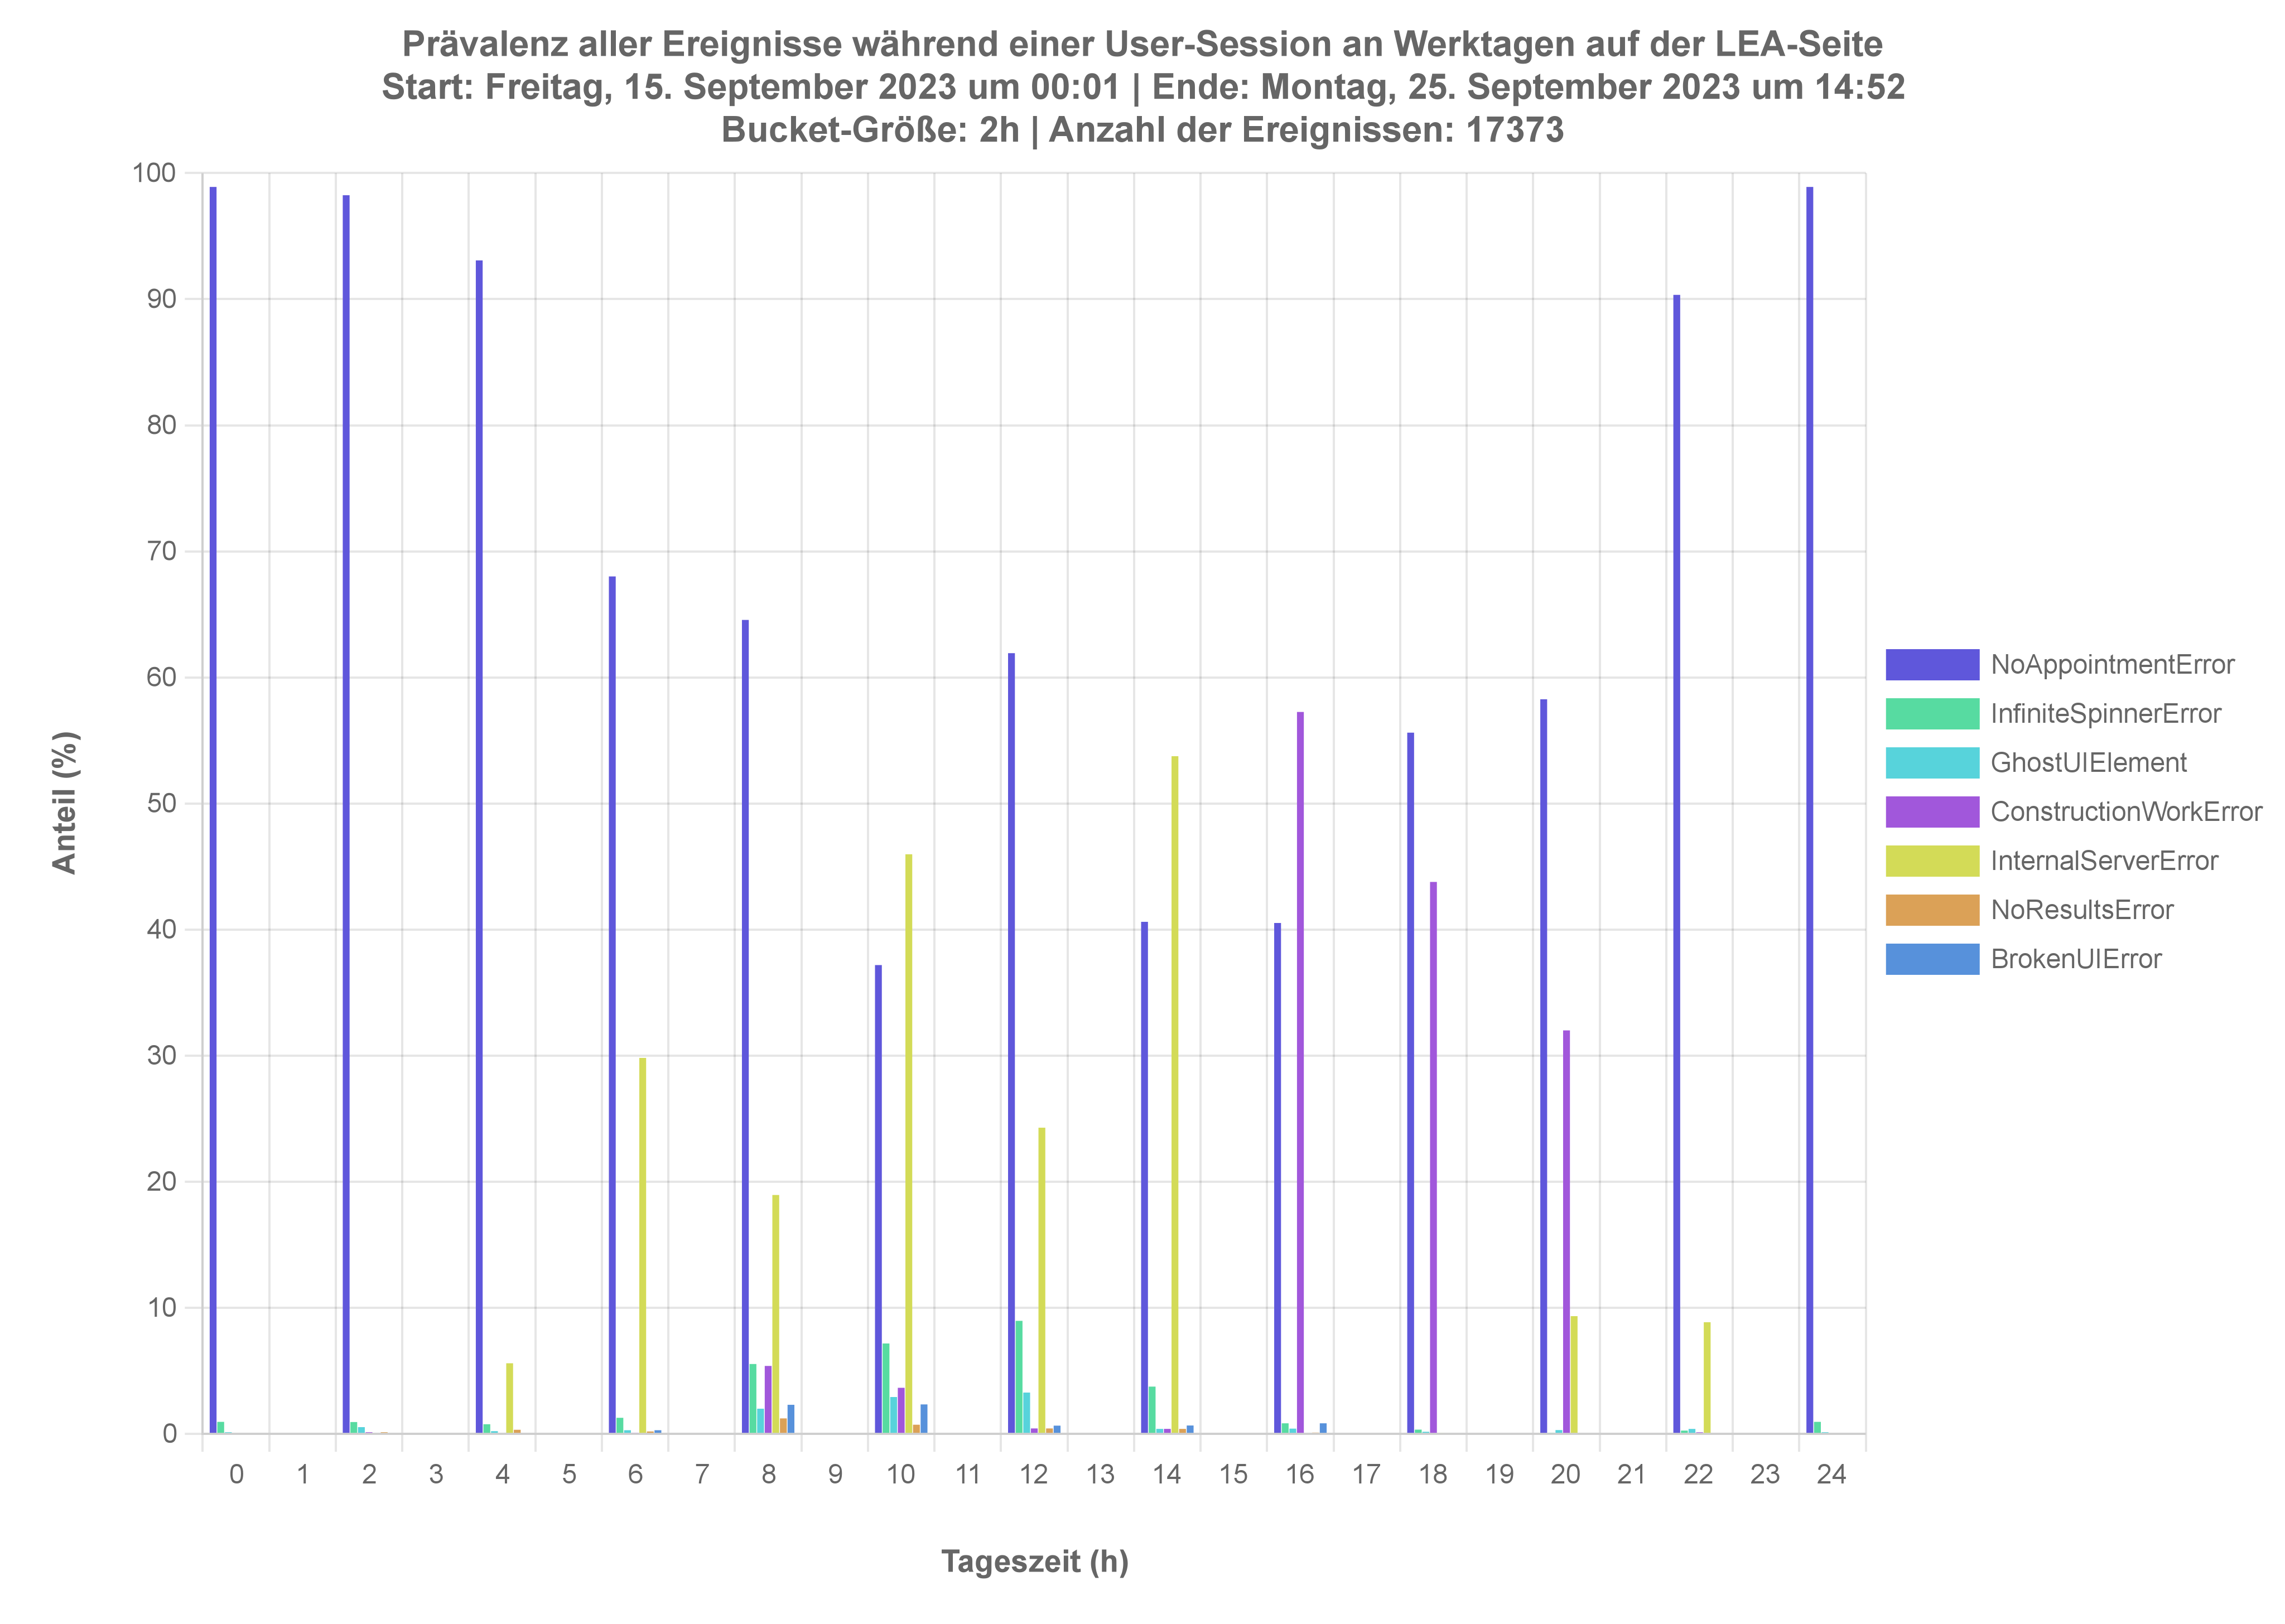 Prävalenz aller Ereignisse während einer User-Session an Werktagen auf der LEA-Seite
Start: Freitag, 15. September 2023 um 00:01 | Ende: Montag, 25. September 2023 um 14:52
Bucket-Größe: 2h | Anzahl der Ereignissen: 17373
100
90
80
70
60
50
40
30
20
10
0
Anteil (%)
NoAppointmentError
InfiniteSpinnerError
GhostUIElement
ConstructionWorkError
InternalServerError
NoResultsError
BrokenUIError
0 1 2 3 4 5 6 7 8 9 10 11 12 13 14 15 16 17 18 19 20 21 22 23 24
Tageszeit (h)